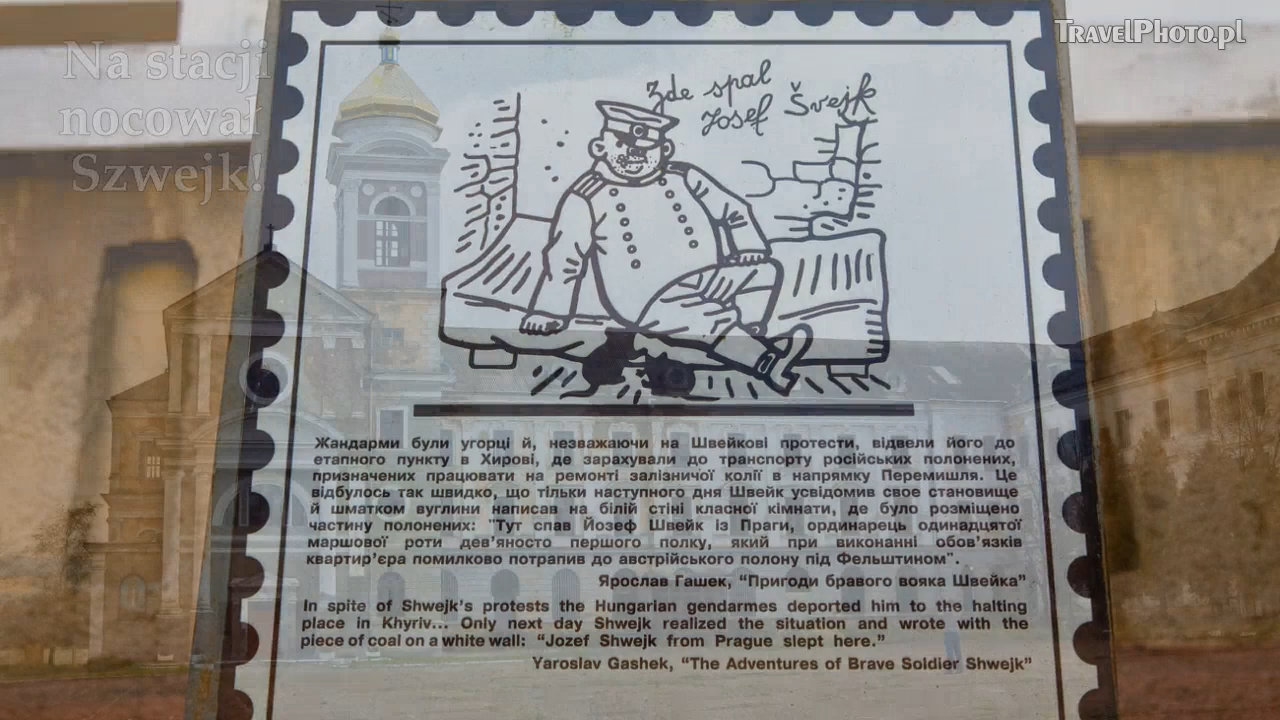 Na stacji
nocował
Szwejk!
TravelPhoto.pl
Zde spal
Josef Švejk
Жандарми були угорці й, незважаючи на Швейкові протести, відвели його до
етапного пункту в Хирові, де зарахували до транспорту російських полонених,
призначених працювати на ремонті залізничої колії в напрямку Перемишля. Це
відбулось так швидко, що тільки наступного дня Швейк усвідомив своє становище
й шматком вуглини написав на білій стіні класної кімнати, де було розміщено
частину полонених: "Тут спав Йозеф Швейк із Праги, ординарець одинадцятої
маршової роти дев'яносто першого полку, який при виконанні обов'язків
квартир'єра помилково потрапив до австрійського полону під Фельштином".
Ярослав Гашек, "Пригоди бравого вояка Швейка"
In spite of Shwejk's protests the Hungarian gendarmes deported him to the halting
place in Khyriv... Only next day Shwejk realized the situation and wrote with the
piece of coal on a white wall: "Jozef Shwejk from Prague slept here."
Yaroslav Gashek, "The Adventures of Brave Soldier Shwejk"